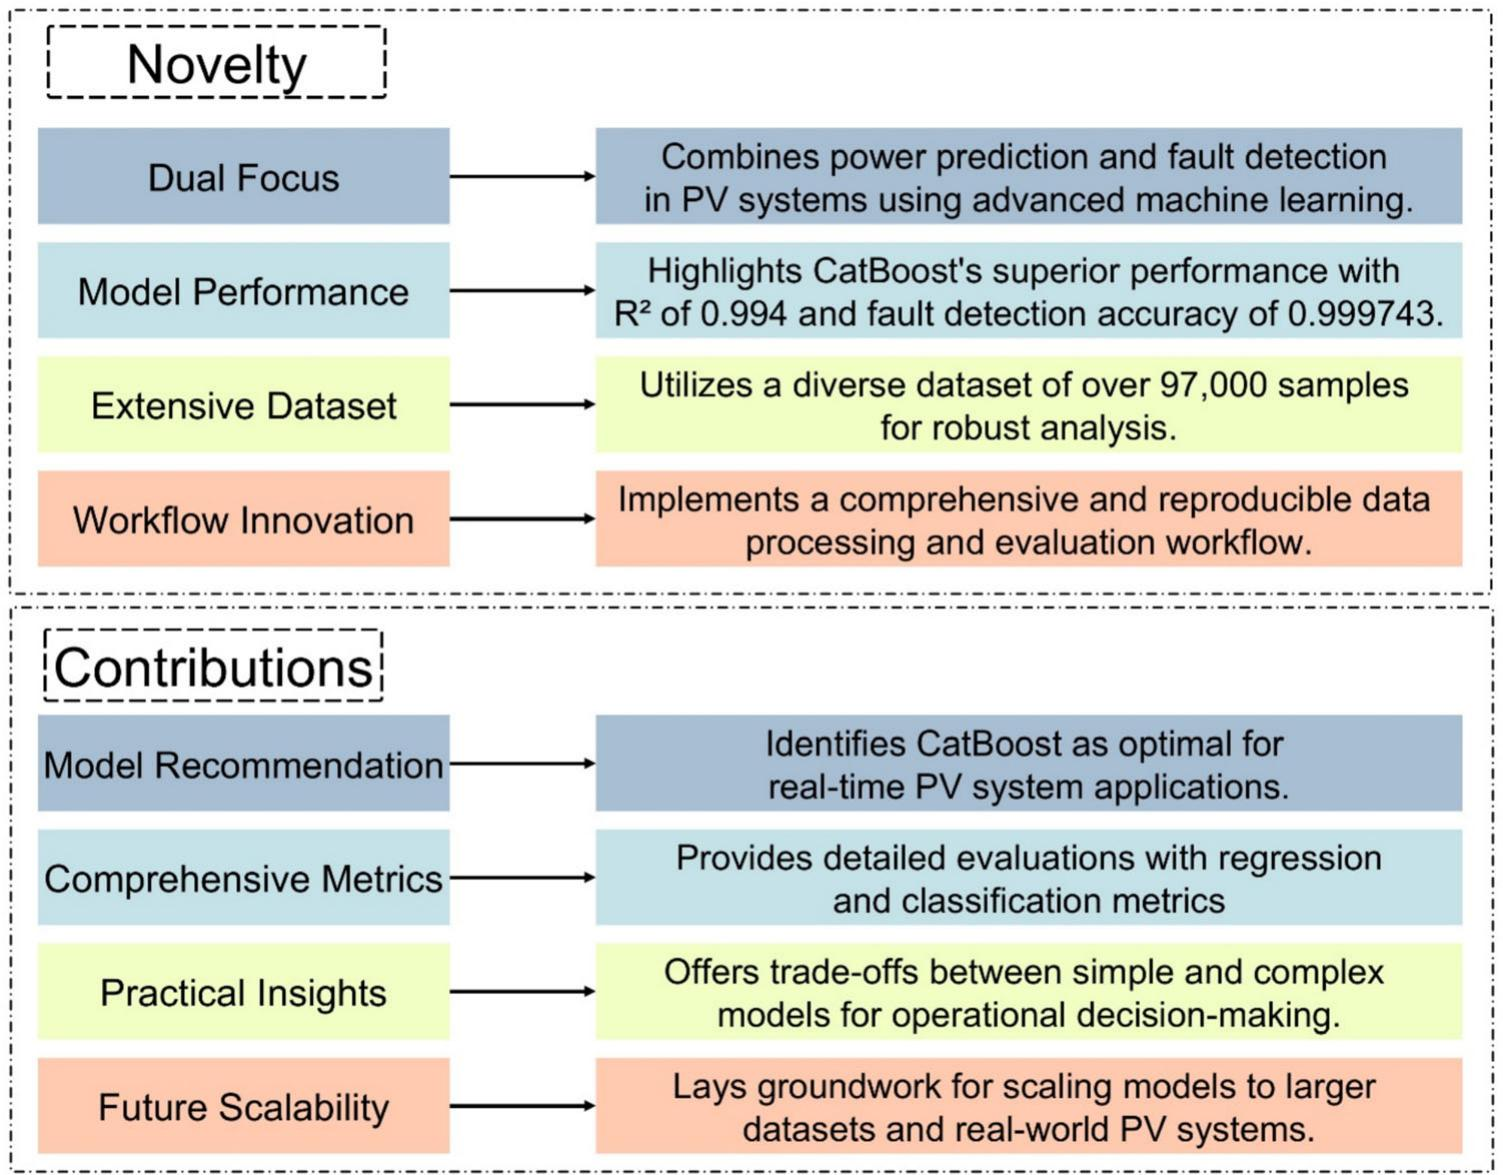 Novelty
Dual Focus
Combines power prediction and fault detection
in PV systems using advanced machine learning.
Model Performance
Highlights CatBoost's superior performance with
R² of 0.994 and fault detection accuracy of 0.999743.
Extensive Dataset
Utilizes a diverse dataset of over 97,000 samples
for robust analysis.
Workflow Innovation
Implements a comprehensive and reproducible data
processing and evaluation workflow.
Contributions
Model Recommendation
Identifies CatBoost as optimal for
real-time PV system applications.
Comprehensive Metrics
Provides detailed evaluations with regression
and classification metrics
Practical Insights
Offers trade-offs between simple and complex
models for operational decision-making.
Future Scalability
Lays groundwork for scaling models to larger
datasets and real-world PV systems.